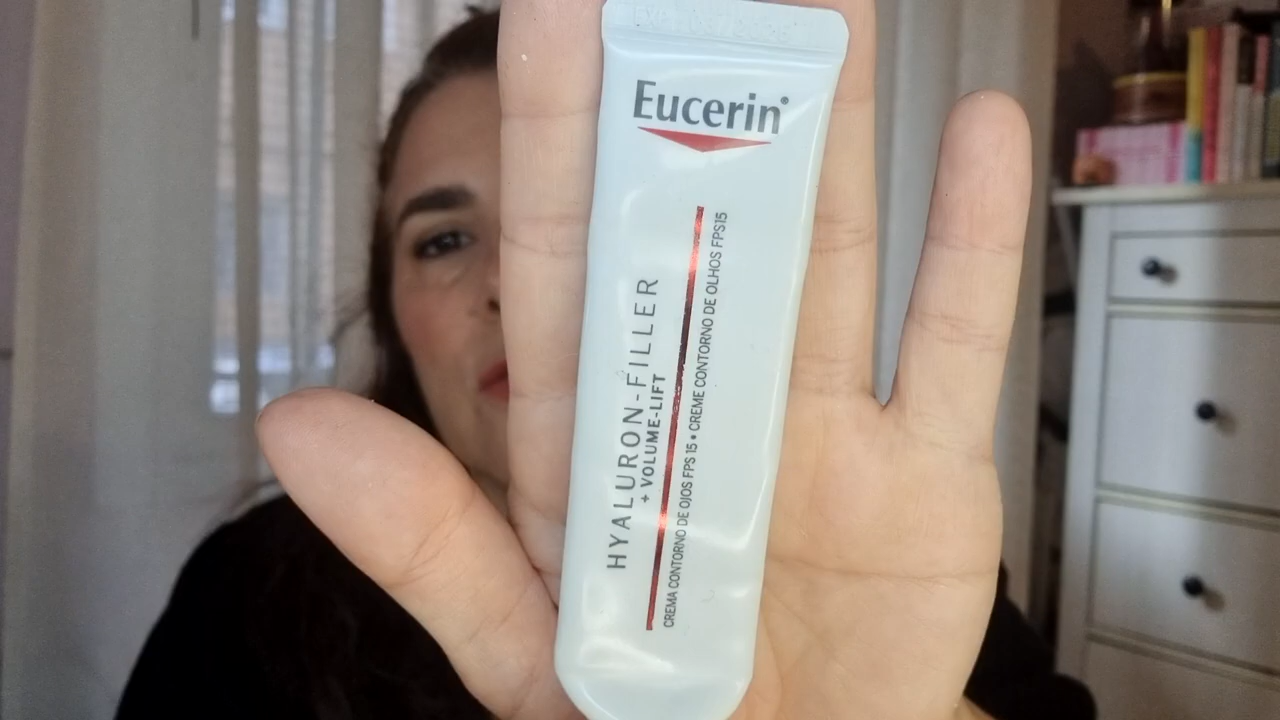 Eucerin®
HYALURON-FILLER
+ VOLUME-LIFT
CREMA CONTORNO DE OJOS FPS 15 • CREME CONTORNO DE OLHOS FPS15